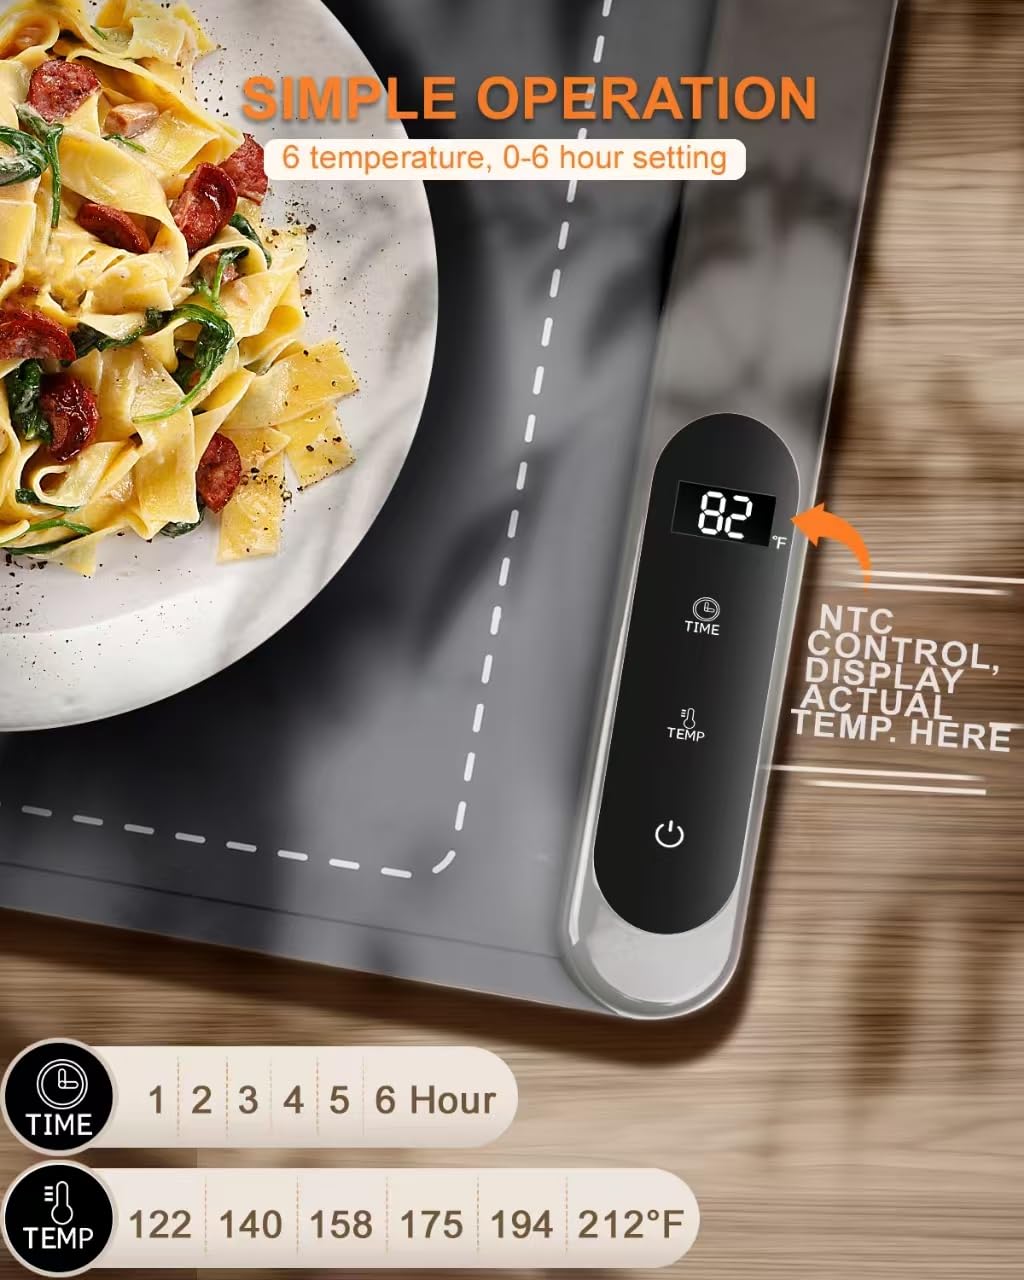 SIMPLE OPERATION
6 temperature, 0-6 hour setting
82
°F
TIME
TEMP
NTC
CONTROL,
DISPLAY
ACTUAL
TEMP. HERE
TIME
1 2 3 4 5 6 Hour
TEMP
122 140 158 175 194 212°F